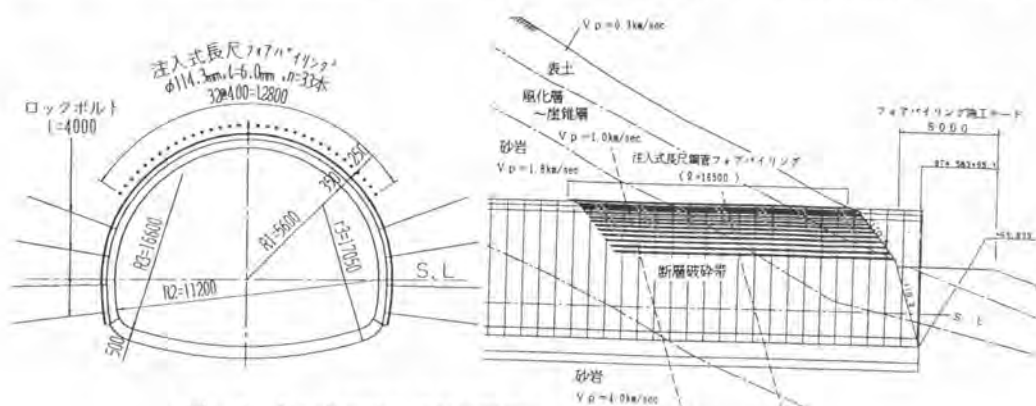 注入式長尺フォアパイリング
φ114.3mm,ℓ=6.0mm,n=33本
32@400=12800
ロックボルト
l=4000
250
350
R1=5600
R3=16600
r3=17050
R2=11200
S.L
500
Vp=0.3km/sec
表土
風化層
～崖錐層
Vp=1.0km/sec
砂岩
Vp=1.8km/sec
注入式長尺鋼管フォアパイリング
(ℓ=16500)
フォアパイリング施工ヤード
8000
断層破砕帯
S.L
砂岩
Vp=4.0km/sec